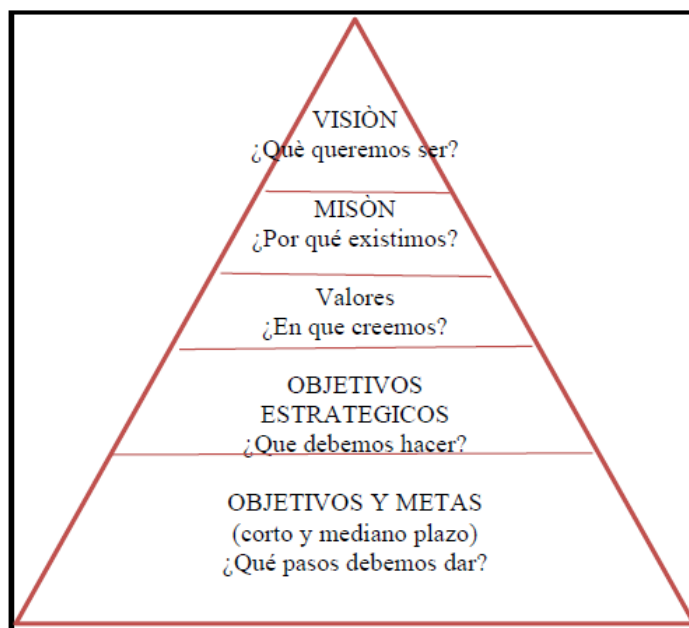 VISIÒN
¿Què queremos ser?
MISÒN
¿Por qué existimos?
Valores
¿En que creemos?
OBJETIVOS
ESTRATEGICOS
¿Que debemos hacer?
OBJETIVOS Y METAS
(corto y mediano plazo)
¿Qué pasos debemos dar?